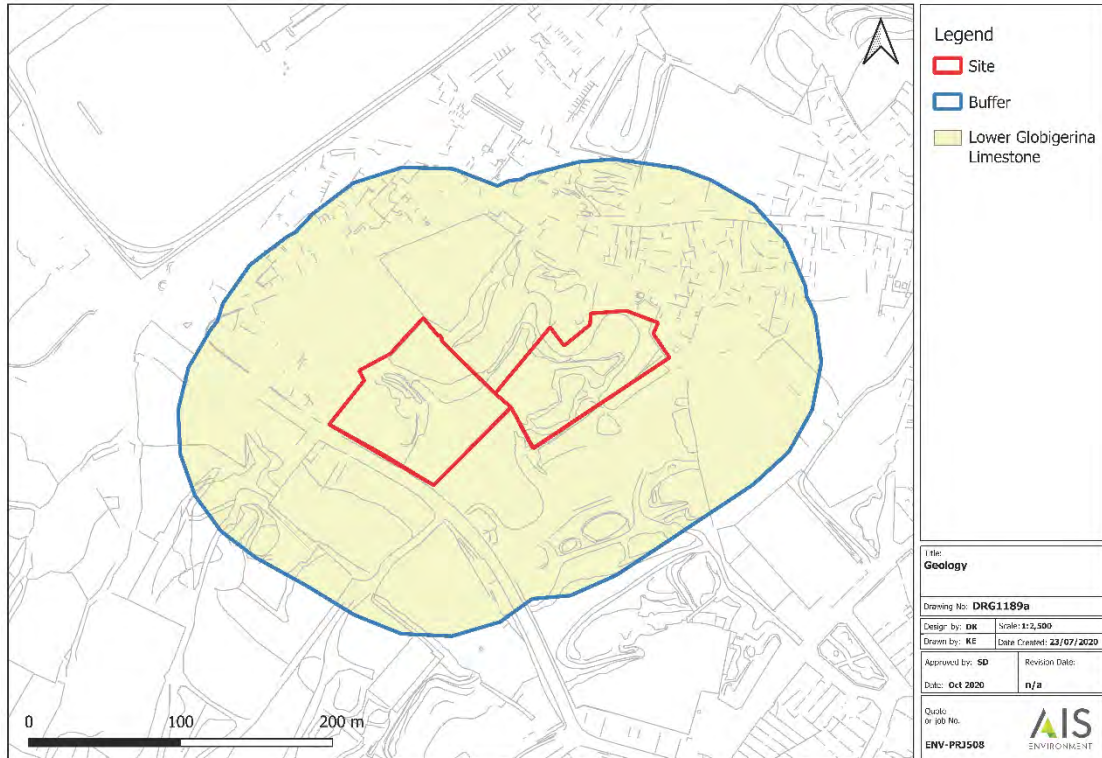 Legend
Site
Buffer
Lower Globigerina
Limestone
Title:
Geology
Drawing No: DRG1189a
Design by: DK
Scale: 1:2,500
Drawn by: KE
Date Created: 23/07/2020
Approved by: SD
Revision Date:
Date: Oct 2020
n/a
Quote
or job No.
ENV-PRJ508
AIS
ENVIRONMENT
0
100
200 m